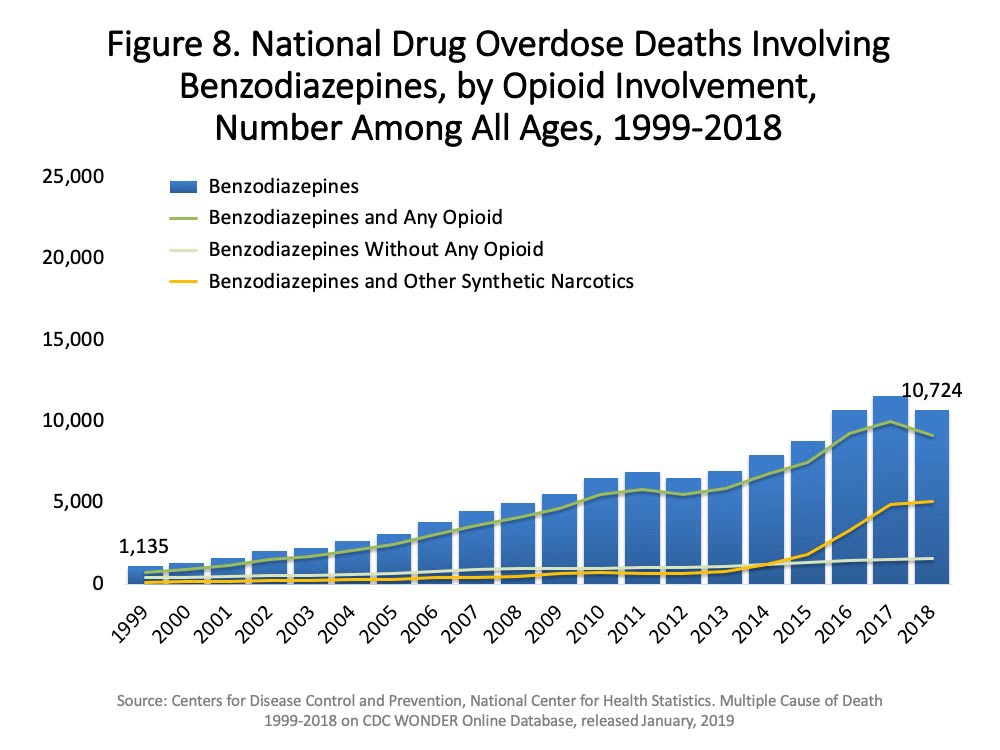 Figure 8. National Drug Overdose Deaths Involving
Benzodiazepines, by Opioid Involvement,
Number Among All Ages, 1999-2018
25,000
20,000
15,000
10,000
5,000
0
Benzodiazepines
Benzodiazepines and Any Opioid
Benzodiazepines Without Any Opioid
Benzodiazepines and Other Synthetic Narcotics
10,724
1,135
1999 2000 2001 2002 2003 2004 2005 2006 2007 2008 2009 2010 2011 2012 2013 2014 2015 2016 2017 2018
Source: Centers for Disease Control and Prevention, National Center for Health Statistics. Multiple Cause of Death
1999-2018 on CDC WONDER Online Database, released January, 2019